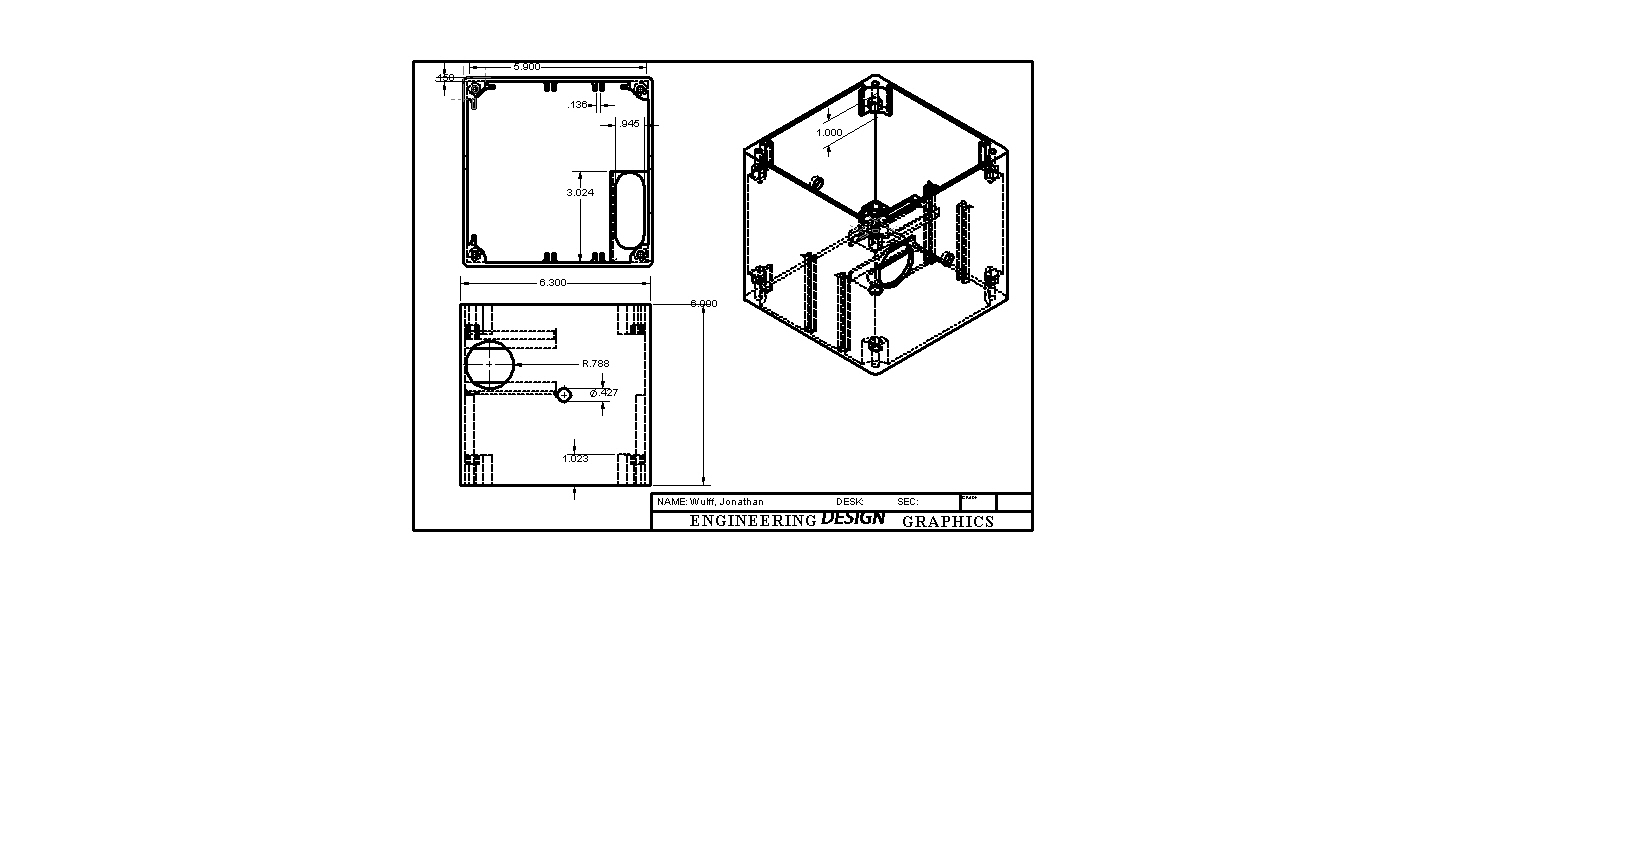 5.900
.150
.136
.945
1.000
3.024
6.300
6.000
R.788
Ø.427
1.023
NAME: Wulff, Jonathan DESK: SEC:
ENGINEERING DESIGN GRAPHICS